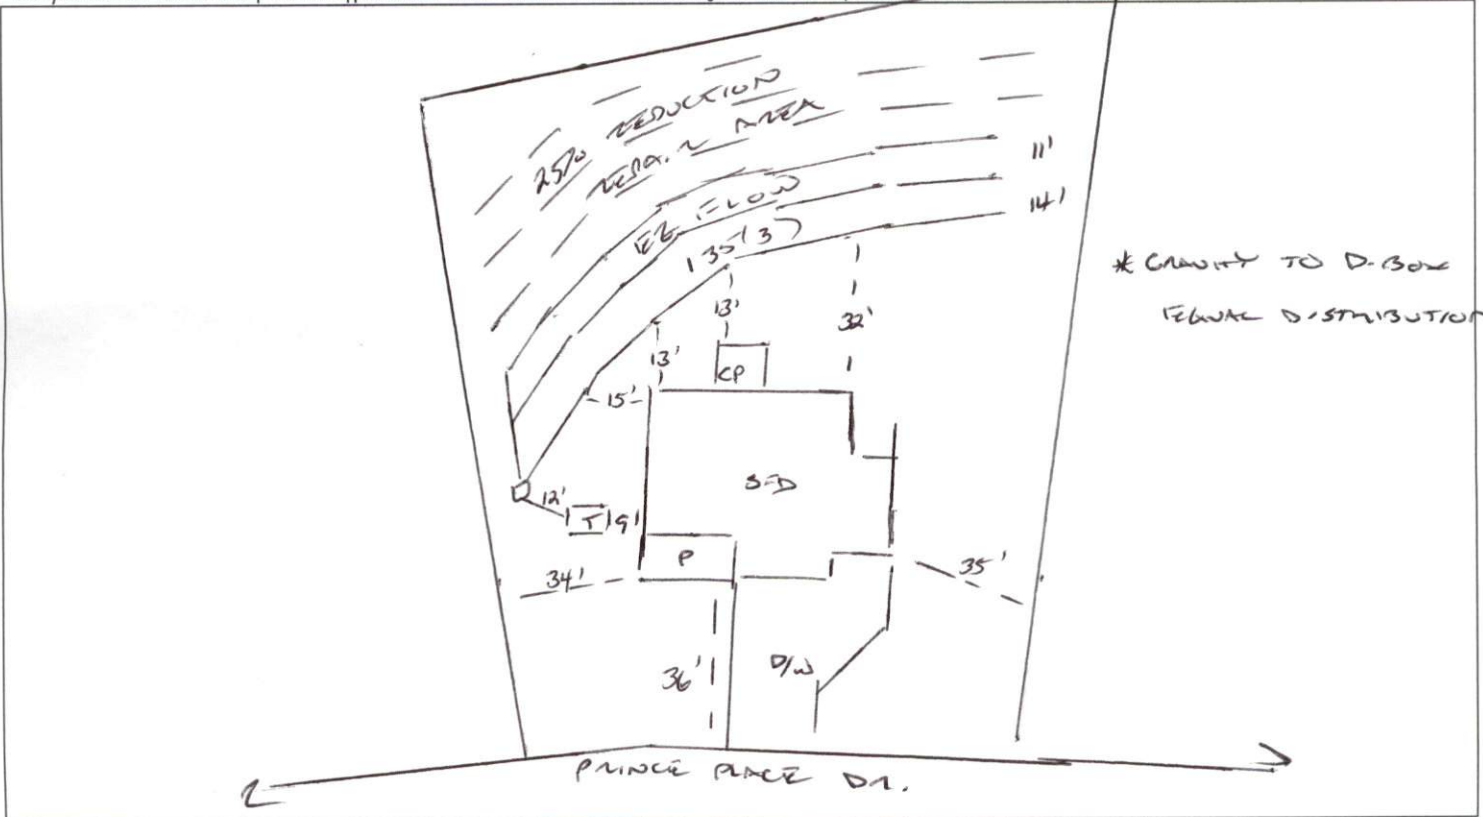 25% REDUCTION
REPAIR AREA
11'
EZ FLOW
14'
135'(3)
* GRAVITY TO D-BOX
EQUAL DISTRIBUTION
13'
32'
13'
CP
15'
SFD
12'
T
9'
P
34'
35'
36'
D/W
PRINCE PLACE DR.